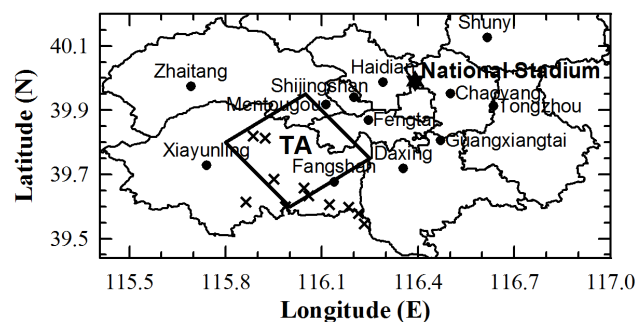 Shunyi
40.1
Zhaitang
Haidian
National Stadium
Shijingshan
Chaoyang
39.9
Mentougou
Tongzhou
Fengtai
TA
Guangxiangtai
Xiayunling
Daxing
Fangshan
39.7
39.5
Latitude (N)
115.5
115.8
116.1
116.4
116.7
117.0
Longitude (E)